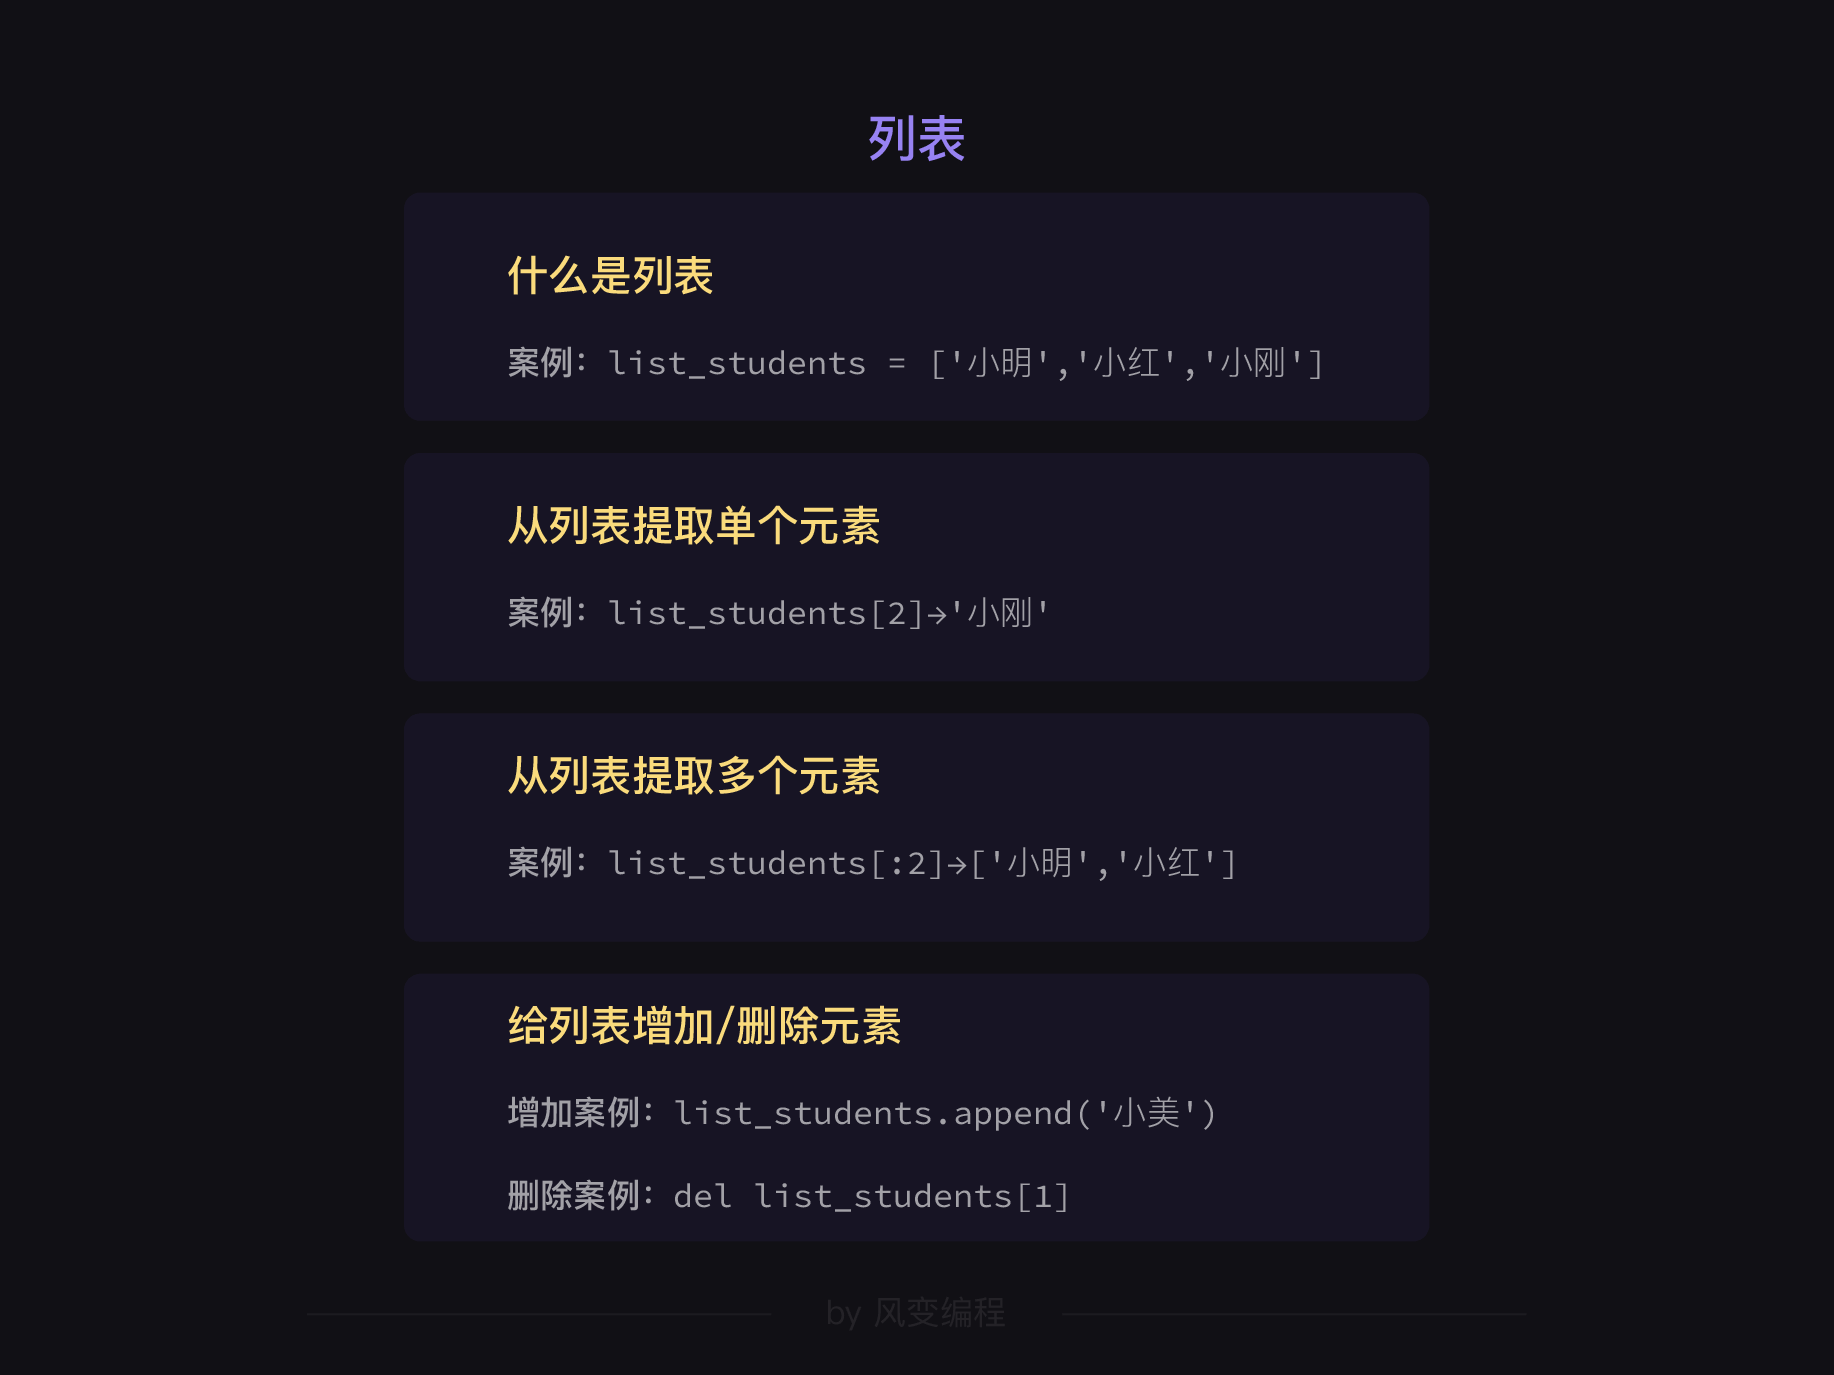 列表
什么是列表
案例：list_students = ['小明','小红','小刚']
从列表提取单个元素
案例：list_students[2]→'小刚'
从列表提取多个元素
案例：list_students[:2]→['小明','小红']
给列表增加/删除元素
增加案例：list_students.append('小美')
删除案例：del list_students[1]
by 风变编程